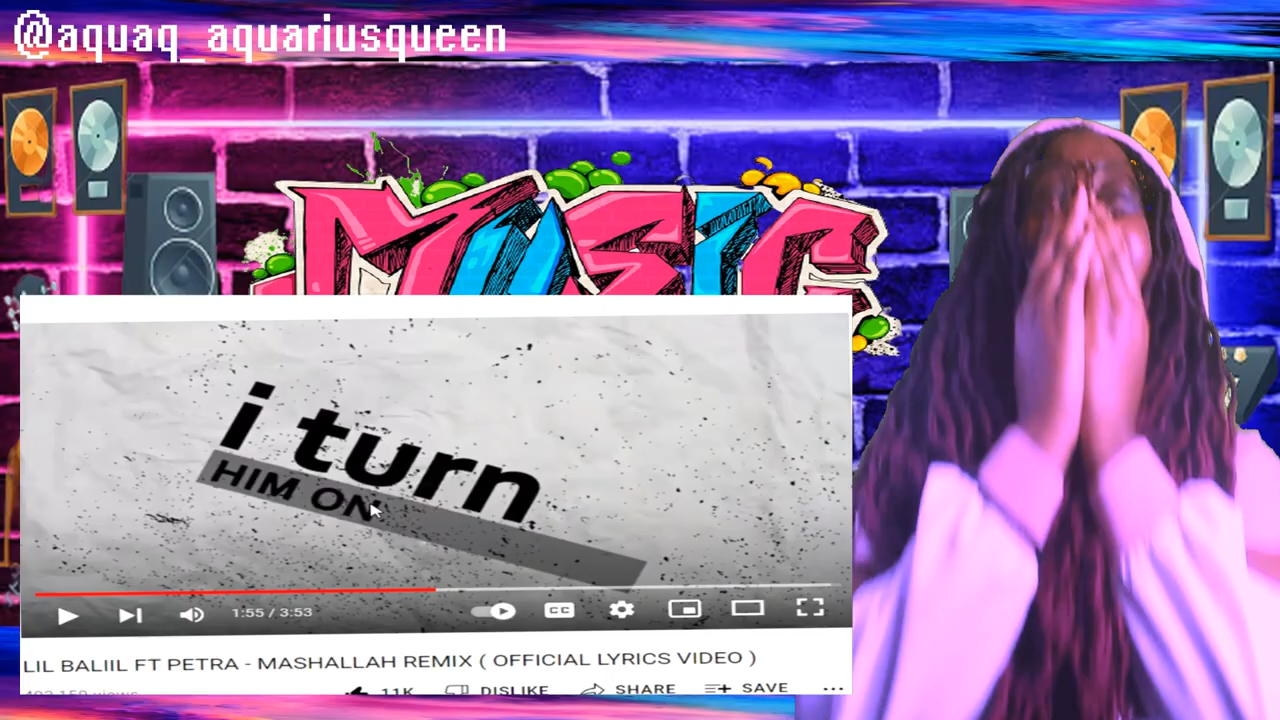 @aquaq_aquariusqueen
MUSIC
i turn
HIM ON
1:55 / 3:53
CC
LIL BALIIL FT PETRA - MASHALLAH REMIX ( OFFICIAL LYRICS VIDEO )
11K DISLIKE SHARE SAVE